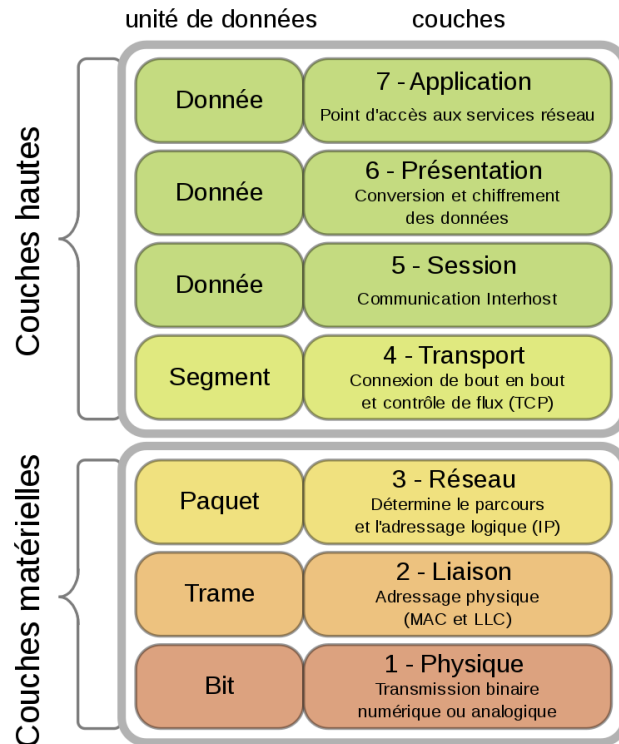 unité de données
couches
Couches hautes
Donnée
7 - Application
Point d'accès aux services réseau
Donnée
6 - Présentation
Conversion et chiffrement
des données
Donnée
5 - Session
Communication Interhost
Segment
4 - Transport
Connexion de bout en bout
et contrôle de flux (TCP)
Couches matérielles
Paquet
3 - Réseau
Détermine le parcours
et l'adressage logique (IP)
Trame
2 - Liaison
Adressage physique
(MAC et LLC)
Bit
1 - Physique
Transmission binaire
numérique ou analogique